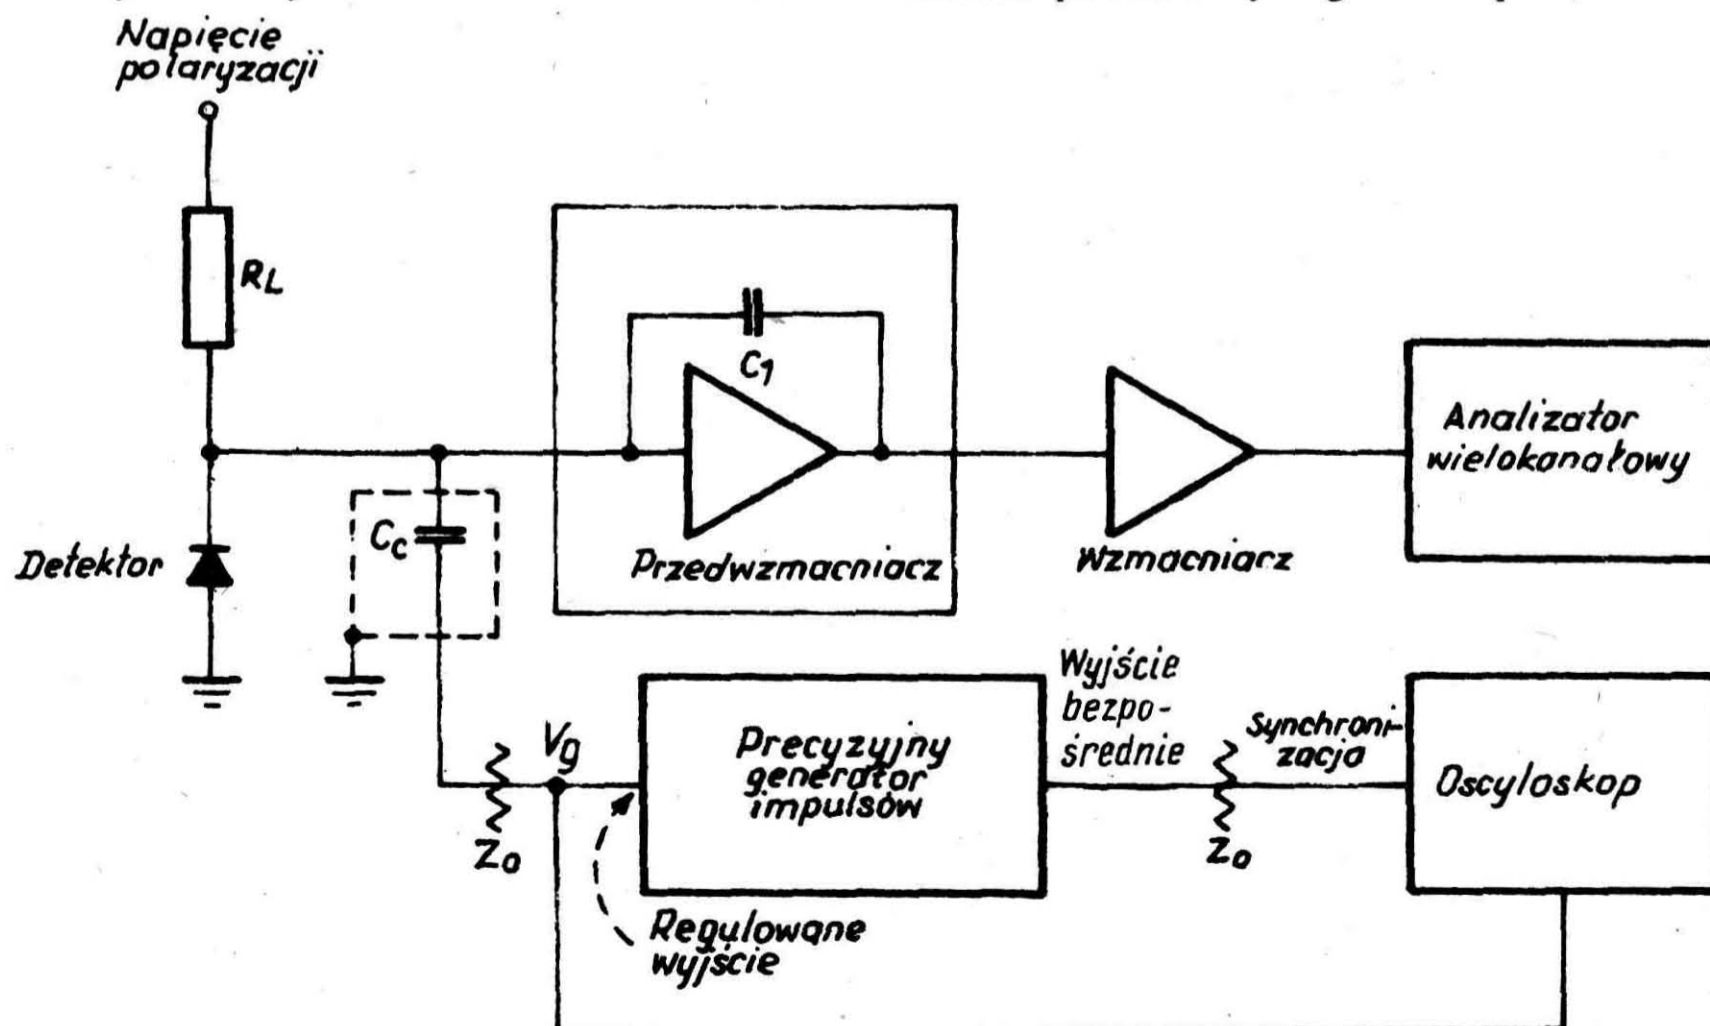 Napięcie
polaryzacji
RL
C1
Analizator
wielokanałowy
Cc
Detektor
Przedwzmacniacz
Wzmacniacz
Wyjście
bezpo-
średnie
Synchroni-
zacja
Vg
Precyzyjny
generator
impulsów
Oscyloskop
Zo
Zo
Regulowane
wyjście